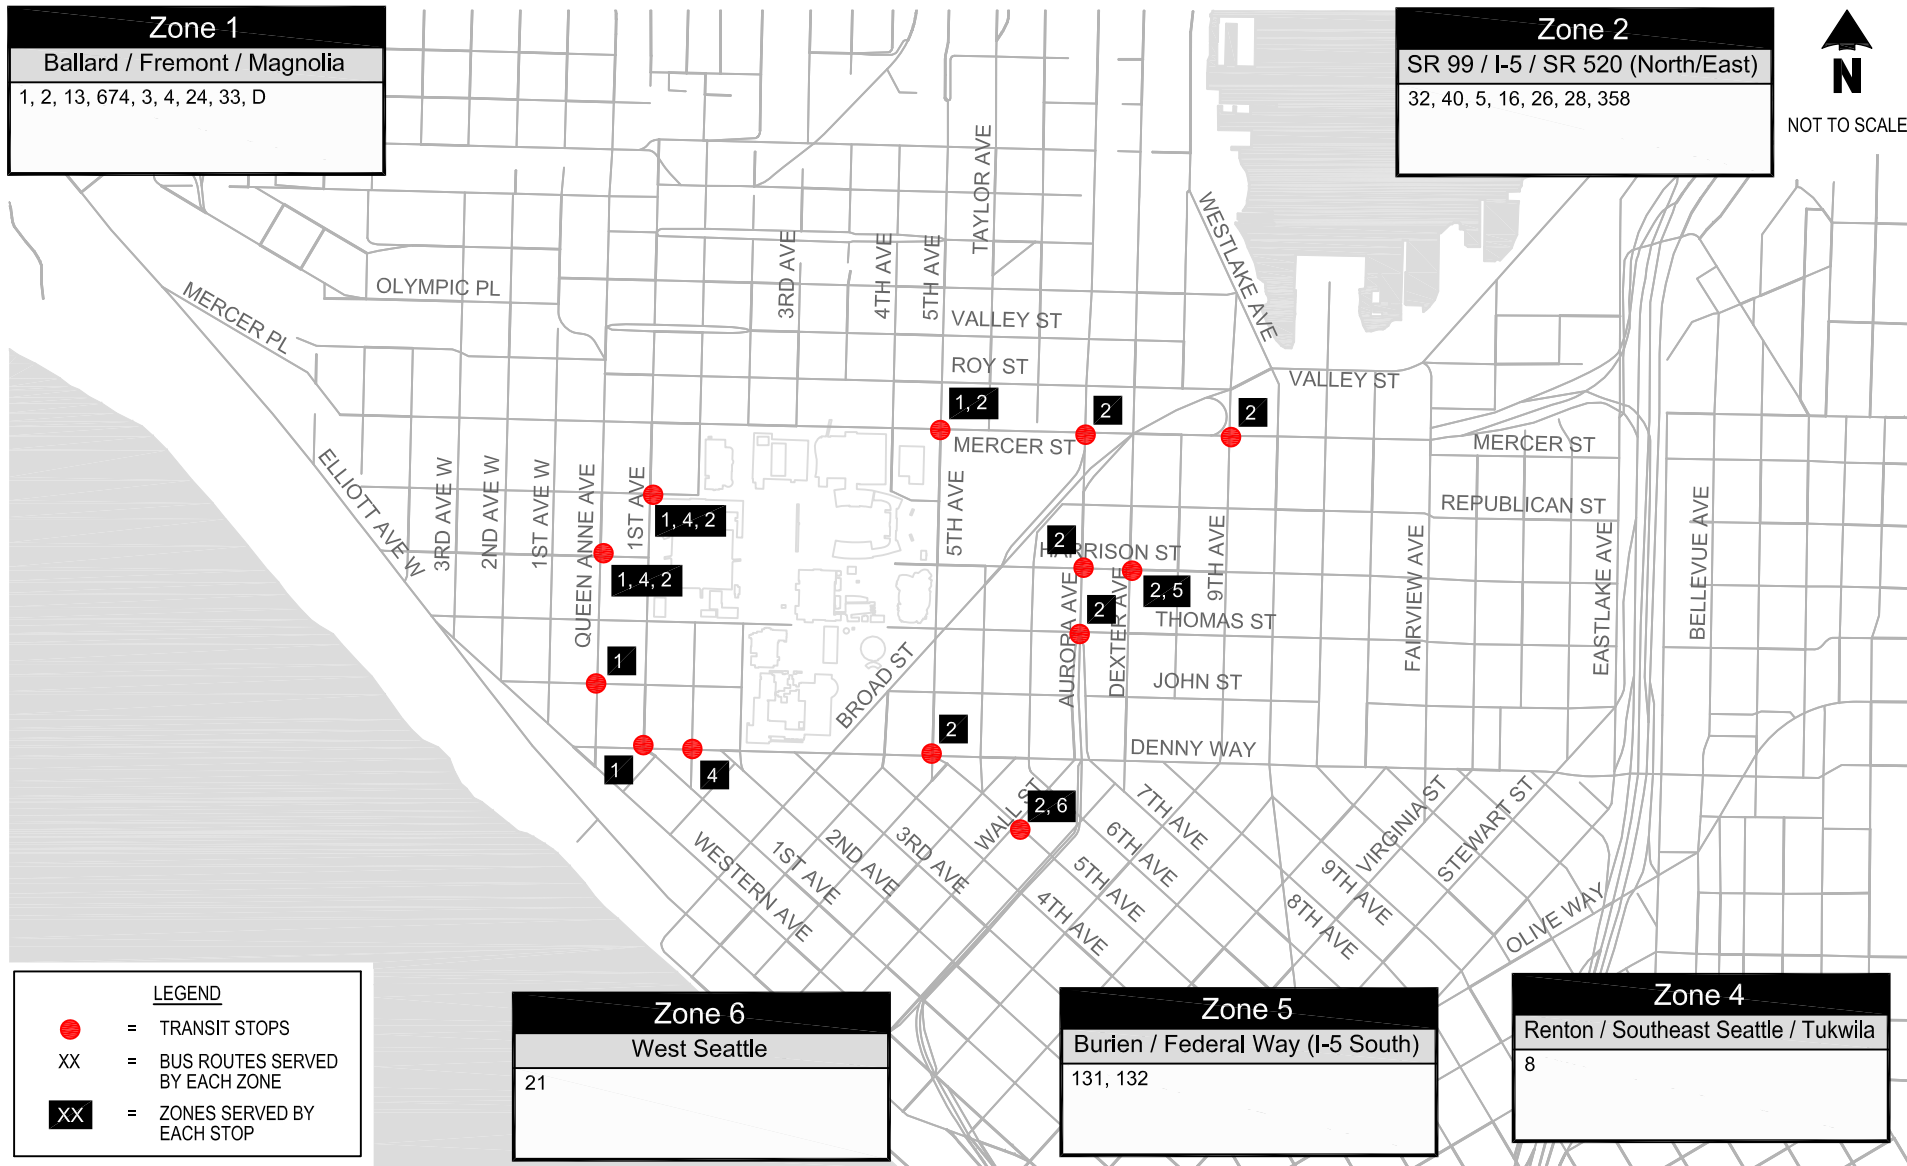 Zone 1
Ballard / Fremont / Magnolia
1, 2, 13, 674, 3, 4, 24, 33, D
Zone 2
SR 99 / I-5 / SR 520 (North/East)
32, 40, 5, 16, 26, 28, 358
N
NOT TO SCALE
TAYLOR AVE
WESTLAKE AVE
3RD AVE
4TH AVE
5TH AVE
OLYMPIC PL
MERCER PL
VALLEY ST
ROY ST
VALLEY ST
1, 2
2
2
MERCER ST
MERCER ST
ELLIOTT AVE W
3RD AVE W
2ND AVE W
1ST AVE W
QUEEN ANNE AVE
1ST AVE
1, 4, 2
5TH AVE
REPUBLICAN ST
2
HARRISON ST
9TH AVE
FAIRVIEW AVE
EASTLAKE AVE
BELLEVUE AVE
1, 4, 2
2, 5
2
AURORA AVE
DEXTER AVE
THOMAS ST
1
BROAD ST
JOHN ST
2
DENNY WAY
1
4
WALL ST
2, 6
7TH AVE
6TH AVE
5TH AVE
4TH AVE
WESTERN AVE
1ST AVE
2ND AVE
3RD AVE
VIRGINIA ST
STEWART ST
9TH AVE
8TH AVE
OLIVE WAY
LEGEND
= TRANSIT STOPS
XX = BUS ROUTES SERVED
BY EACH ZONE
XX = ZONES SERVED BY
EACH STOP
Zone 6
West Seattle
21
Zone 5
Burien / Federal Way (I-5 South)
131, 132
Zone 4
Renton / Southeast Seattle / Tukwila
8